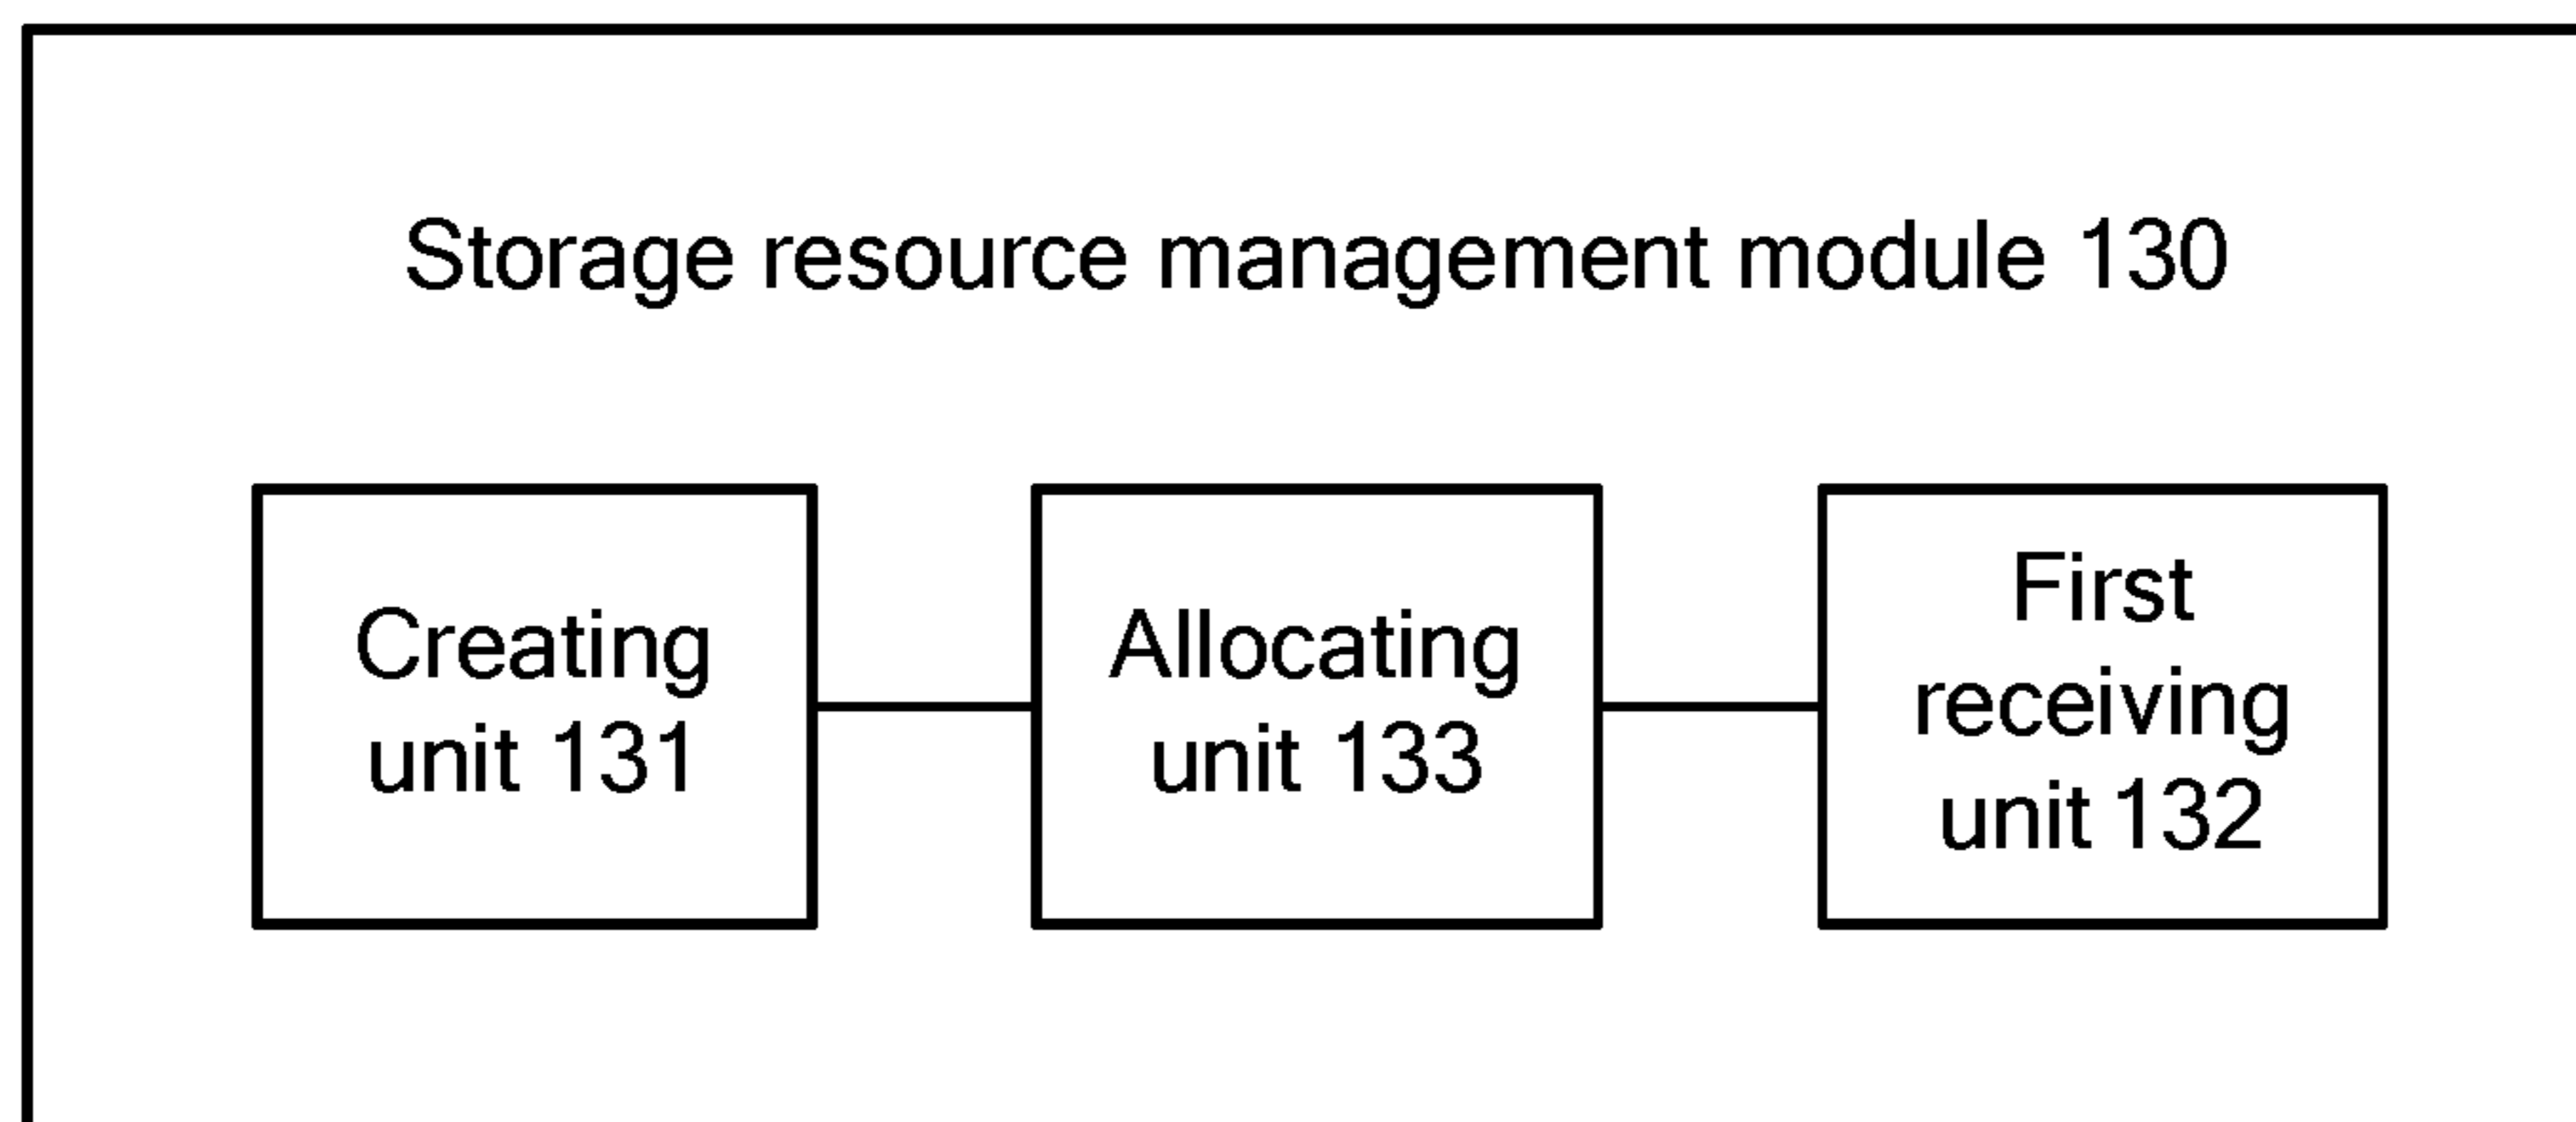 Storage resource management module 130
Creating
unit 131
Allocating
unit 133
First
receiving
unit 132